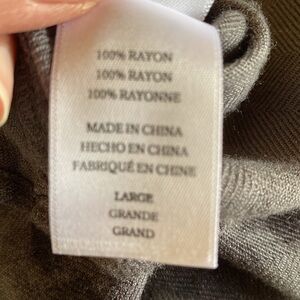 100% RAYON
100% RAYON
100% RAYONNE
MADE IN CHINA
HECHO EN CHINA
FABRIQUÉ EN CHINE
LARGE
GRANDE
GRAND